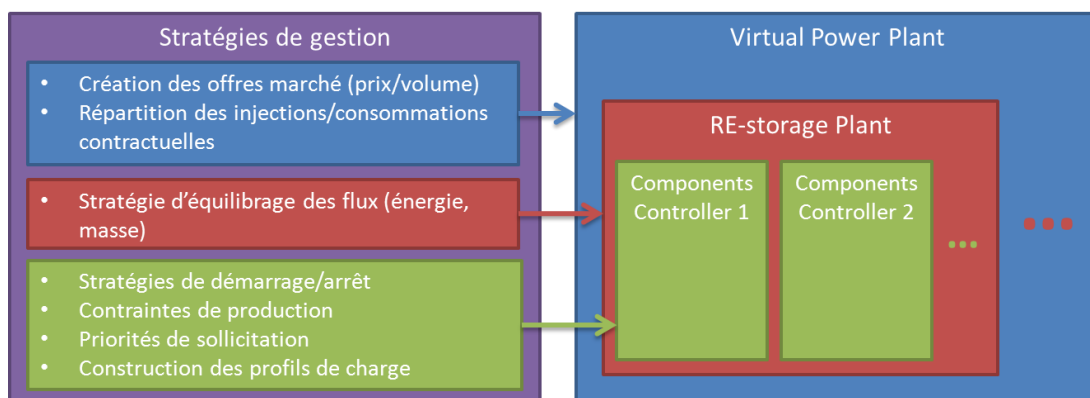 Stratégies de gestion
• Création des offres marché (prix/volume)
• Répartition des injections/consommations
contractuelles
• Stratégie d'équilibrage des flux (énergie,
masse)
• Stratégies de démarrage/arrêt
• Contraintes de production
• Priorités de sollicitation
• Construction des profils de charge
Virtual Power Plant
RE-storage Plant
Components
Controller 1
Components
Controller 2
...
...